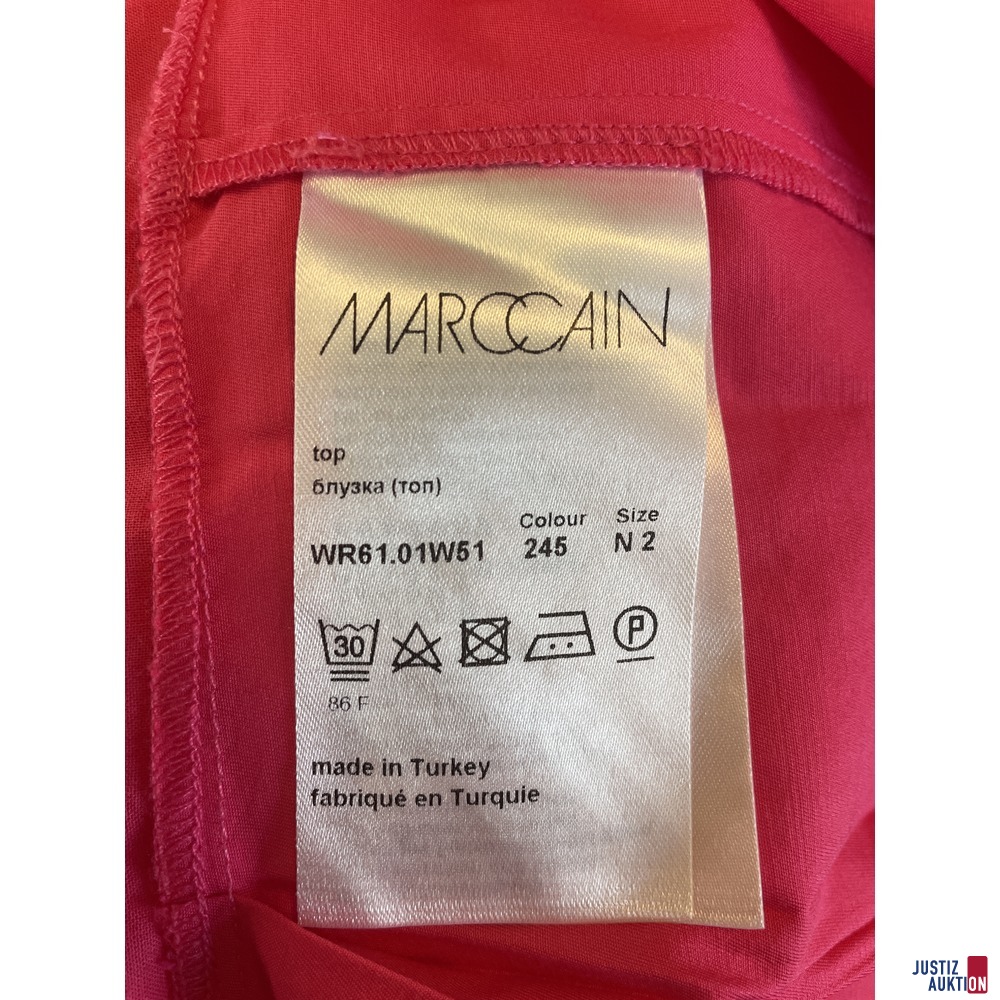 MARCCAIN
top
блузка (топ)
Colour Size
WR61.01W51 245 N 2
30
P
86 F
made in Turkey
fabriqué en Turquie
JUSTIZ
AUKTION